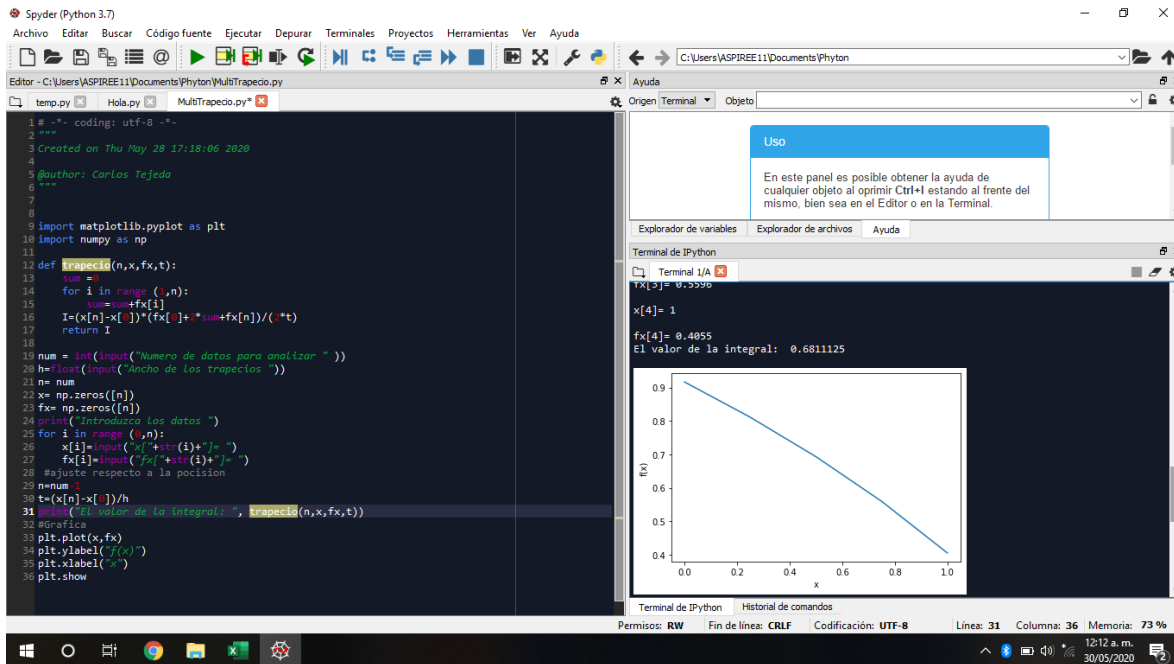 Spyder (Python 3.7)
Archivo Editar Buscar Código fuente Ejecutar Depurar Terminales Proyectos Herramientas Ver Ayuda
C:\Users\ASPIREE11\Documents\Phyton
Editor - C:\Users\ASPIREE11\Documents\Phyton\MultiTrapecio.py
temp.py Hola.py MultiTrapecio.py*
1 # -*- coding: utf-8 -*-
2 """
3 Created on Thu May 28 17:18:06 2020
4
5 @author: Carlos Tejeda
6 """
7
8
9 import matplotlib.pyplot as plt
10 import numpy as np
11
12 def trapecio(n,x,fx,t):
13     sum =0
14     for i in range (1,n):
15         sum=sum+fx[i]
16     I=(x[n]-x[0])*(fx[0]+2*sum+fx[n])/(2*t)
17     return I
18
19 num = int(input("Numero de datos para analizar " ))
20 h=float(input("Ancho de los trapecios "))
21 n= num
22 x= np.zeros([n])
23 fx= np.zeros([n])
24 print("Introduzca los datos ")
25 for i in range (0,n):
26     x[i]=input("x["+str(i)+"]= ")
27     fx[i]=input("fx["+str(i)+"]= ")
28  #ajuste respecto a la pocision
29 n=num-1
30 t=(x[n]-x[0])/h
31 print("El valor de la integral: ", trapecio(n,x,fx,t))
32 #Grafica
33 plt.plot(x,fx)
34 plt.ylabel("f(x)")
35 plt.xlabel("x")
36 plt.show
Ayuda
Origen Terminal Objeto
Uso
En este panel es posible obtener la ayuda de
cualquier objeto al oprimir Ctrl+I estando al frente del
mismo, bien sea en el Editor o en la Terminal.
Explorador de variables Explorador de archivos Ayuda
Terminal de IPython
Terminal 1/A
fx[3]= 0.5596
x[4]= 1
fx[4]= 0.4055
El valor de la integral:  0.6811125
0.9
0.8
0.7
0.6
0.5
0.4
f(x)
0.0 0.2 0.4 0.6 0.8 1.0
x
Terminal de IPython Historial de comandos
Permisos: RW Fin de línea: CRLF Codificación: UTF-8 Línea: 31 Columna: 36 Memoria: 73 %
12:12 a. m.
30/05/2020
2